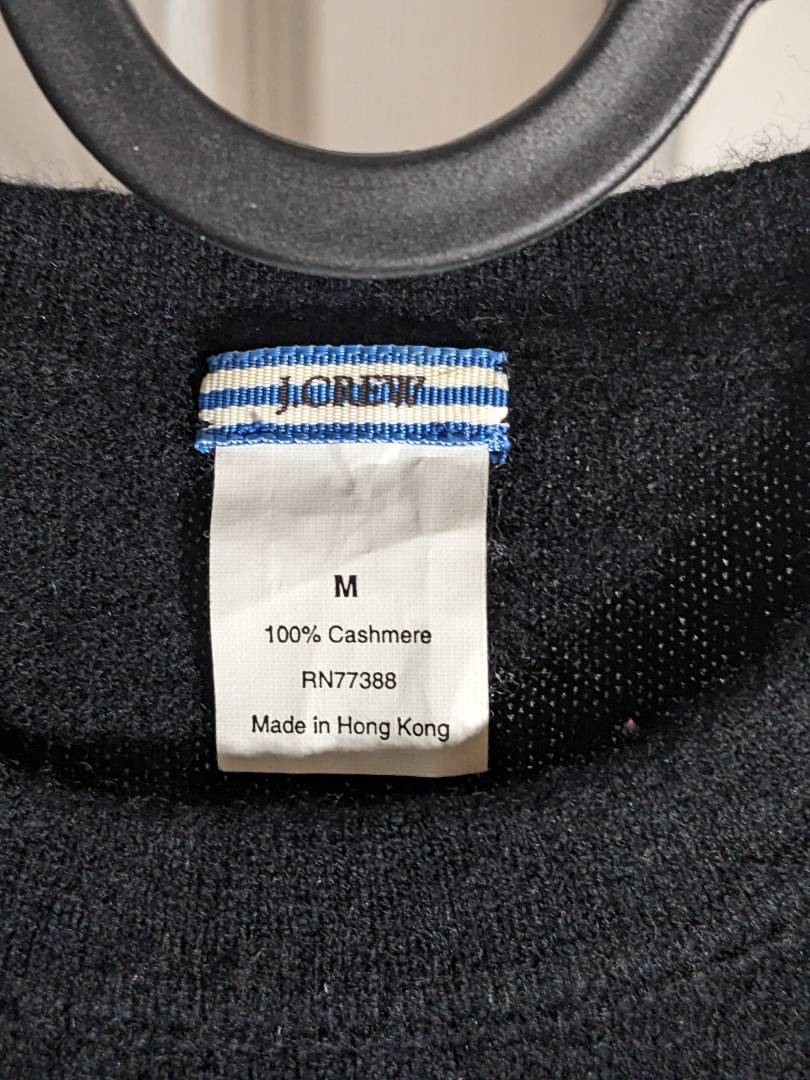 J.CREW
M
100% Cashmere
RN77388
Made in Hong Kong